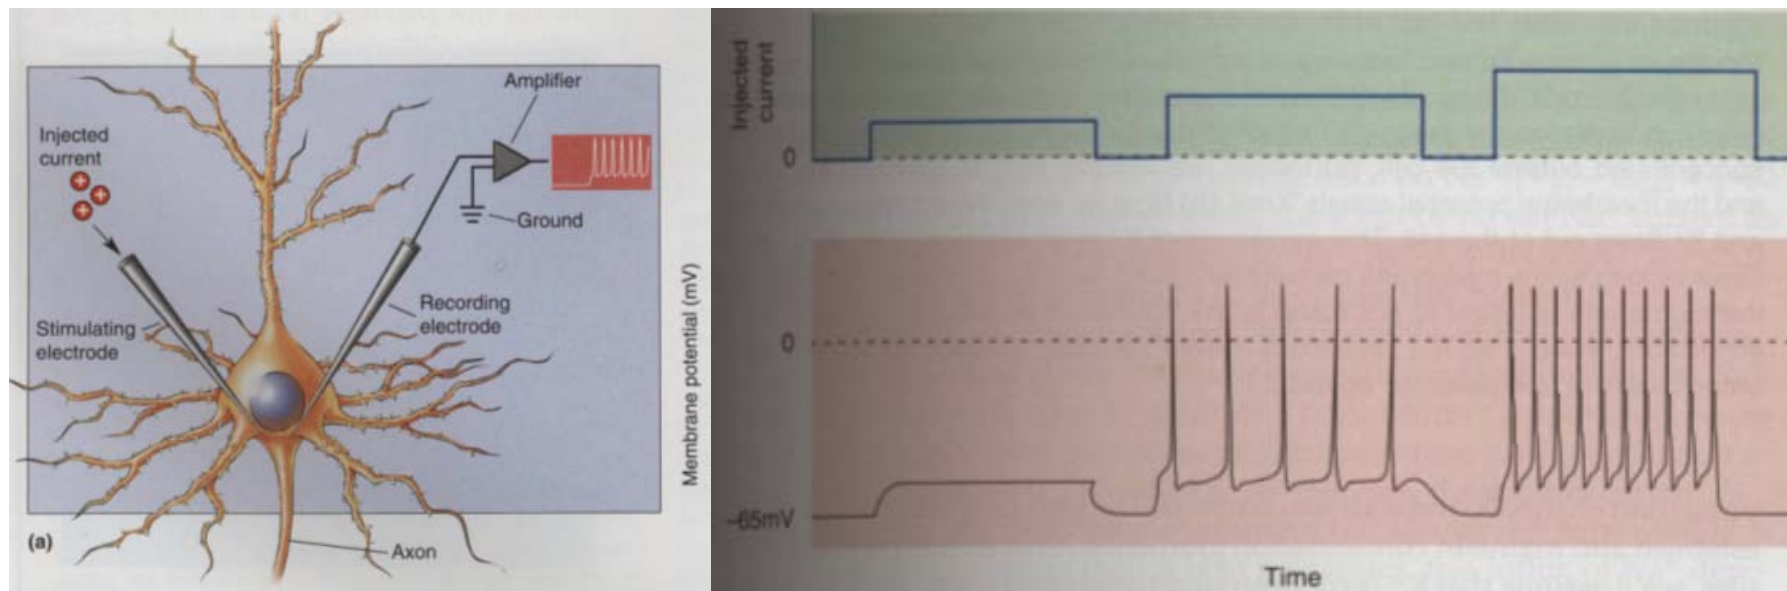 Amplifier
Injected
current
Ground
Recording
electrode
Stimulating
electrode
(a)
Axon
Membrane potential (mV)
Injected
current
0
0
–65mV
Time